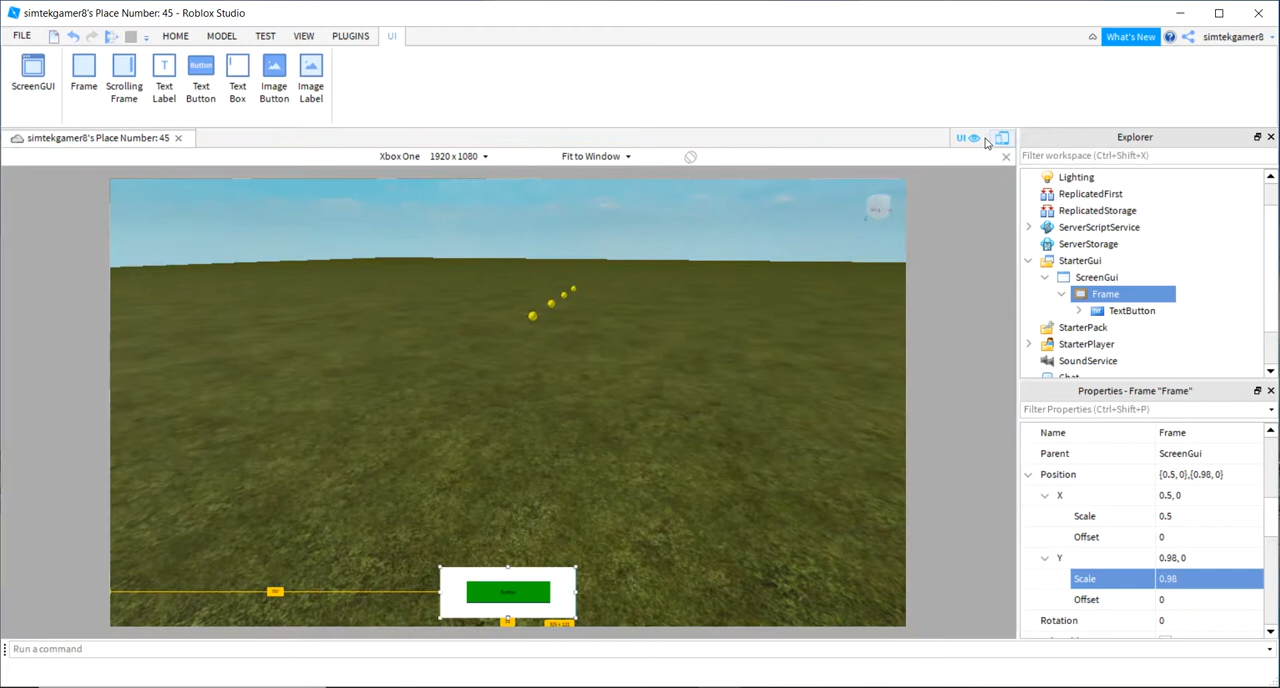 simtekgamer8's Place Number: 45 - Roblox Studio
FILE HOME MODEL TEST VIEW PLUGINS UI What's New simtekgamer8
ScreenGUI Frame Scrolling Frame Text Label Button Text Button Text Box Image Button Image Label
simtekgamer8's Place Number: 45 UI
Xbox One 1920 x 1080 Fit to Window
Explorer
Filter workspace (Ctrl+Shift+X)
Lighting
ReplicatedFirst
ReplicatedStorage
ServerScriptService
ServerStorage
StarterGui
ScreenGui
Frame
TextButton
StarterPack
StarterPlayer
SoundService
Chat
Properties - Frame "Frame"
Filter Properties (Ctrl+Shift+P)
Name Frame
Parent ScreenGui
Position {0.5, 0},{0.98, 0}
X 0.5, 0
Scale 0.5
Offset 0
Y 0.98, 0
Scale 0.98
Offset 0
Rotation 0
Run a command